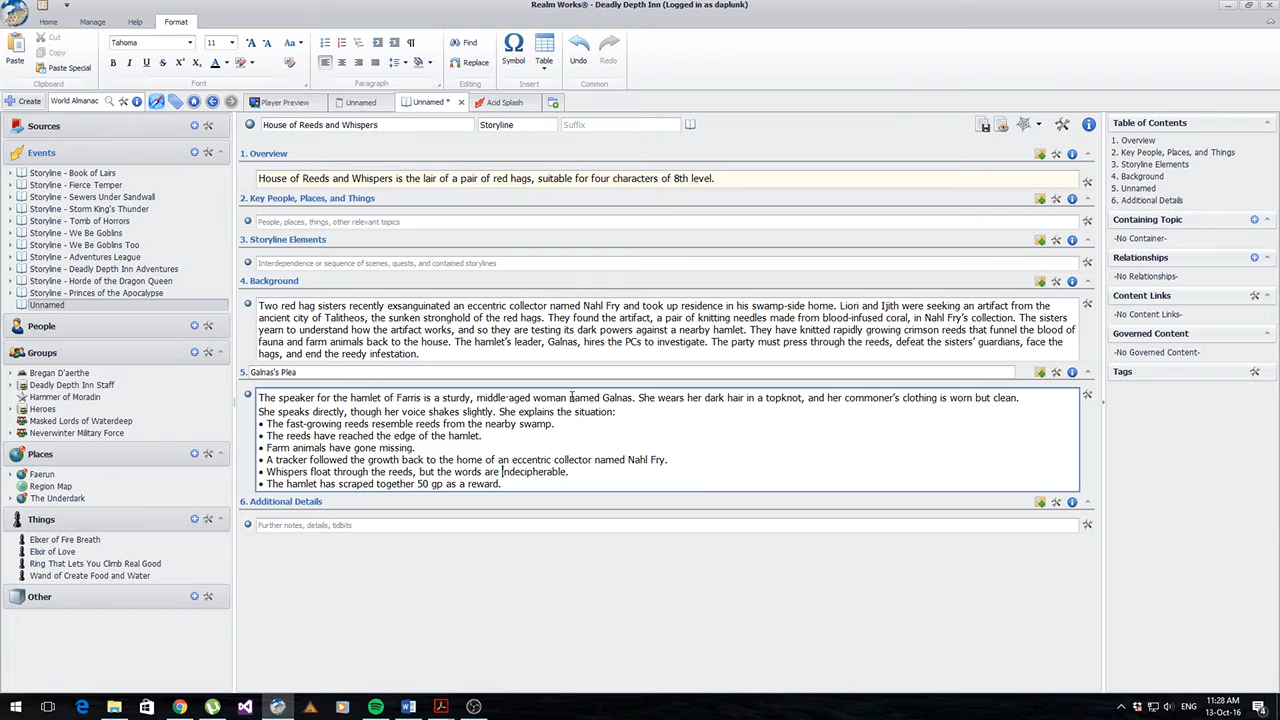 Realm Works® - Deadly Depth Inn (Logged in as daplunk)
Home Manage Help Format
Paste Cut Copy Paste Special Clipboard
Tahoma 11 Aa
B I U S X² X₂ A
Font
Paragraph
Find
Replace
Editing
Symbol Table Insert
Undo Redo Common
Create World Almanac
Player Preview Unnamed Unnamed * Acid Splash
Sources
Events
Storyline - Book of Lairs
Storyline - Fierce Temper
Storyline - Sewers Under Sandwall
Storyline - Storm King's Thunder
Storyline - Tomb of Horrors
Storyline - We Be Goblins
Storyline - We Be Goblins Too
Storyline - Adventures League
Storyline - Deadly Depth Inn Adventures
Storyline - Horde of the Dragon Queen
Storyline - Princes of the Apocalypse
Unnamed
People
Groups
Bregan D'aerthe
Deadly Depth Inn Staff
Hammer of Moradin
Heroes
Masked Lords of Waterdeep
Neverwinter Military Force
Places
Faerun
Region Map
The Underdark
Things
Elixer of Fire Breath
Elixir of Love
Ring That Lets You Climb Real Good
Wand of Create Food and Water
Other
House of Reeds and Whispers Storyline Suffix
1. Overview
House of Reeds and Whispers is the lair of a pair of red hags, suitable for four characters of 8th level.
2. Key People, Places, and Things
People, places, things, other relevant topics
3. Storyline Elements
Interdependence or sequence of scenes, quests, and contained storylines
4. Background
Two red hag sisters recently exsanguinated an eccentric collector named Nahl Fry and took up residence in his swamp-side home. Liori and Ijith were seeking an artifact from the
ancient city of Talitheos, the sunken stronghold of the red hags. They found the artifact, a pair of knitting needles made from blood-infused coral, in Nahl Fry's collection. The sisters
yearn to understand how the artifact works, and so they are testing its dark powers against a nearby hamlet. They have knitted rapidly growing crimson reeds that funnel the blood of
fauna and farm animals back to the house. The hamlet's leader, Galnas, hires the PCs to investigate. The party must press through the reeds, defeat the sisters' guardians, face the
hags, and end the reedy infestation.
5. Galnas's Plea
The speaker for the hamlet of Farris is a sturdy, middle-aged woman named Galnas. She wears her dark hair in a topknot, and her commoner's clothing is worn but clean.
She speaks directly, though her voice shakes slightly. She explains the situation:
• The fast-growing reeds resemble reeds from the nearby swamp.
• The reeds have reached the edge of the hamlet.
• Farm animals have gone missing.
• A tracker followed the growth back to the home of an eccentric collector named Nahl Fry.
• Whispers float through the reeds, but the words are indecipherable.
• The hamlet has scraped together 50 gp as a reward.
6. Additional Details
Further notes, details, tidbits
Table of Contents
1. Overview
2. Key People, Places, and Things
3. Storyline Elements
4. Background
5. Unnamed
6. Additional Details
Containing Topic
-No Container-
Relationships
-No Relationships-
Content Links
-No Content Links-
Governed Content
-No Governed Content-
Tags
11:28 AM
13-Oct-16